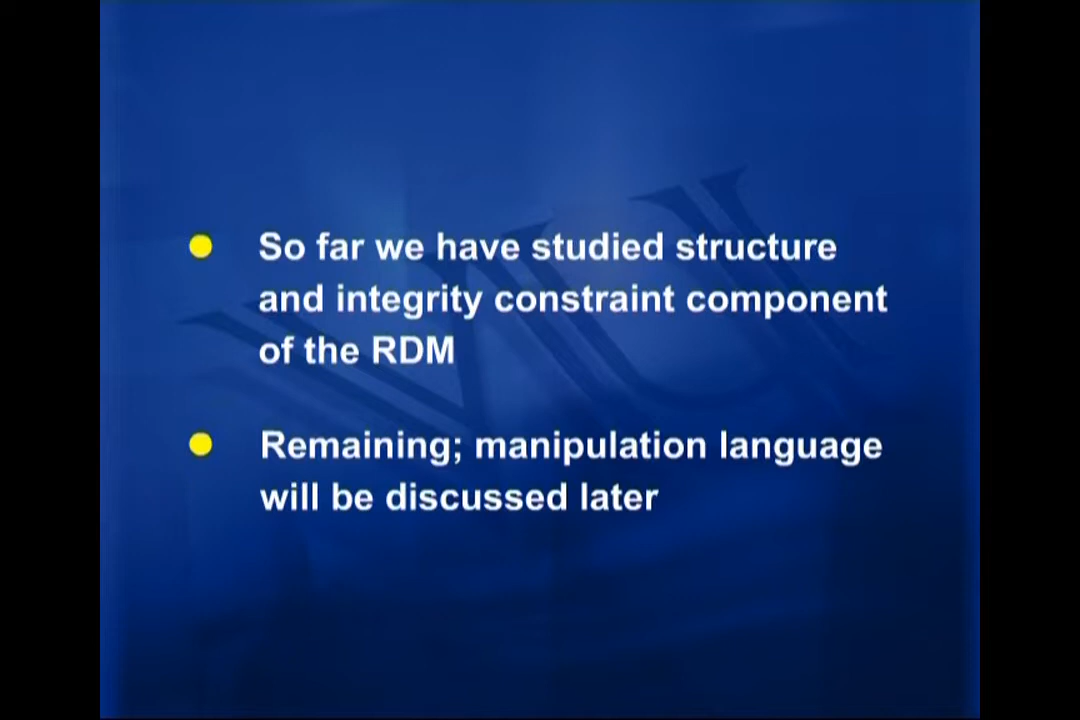 So far we have studied structure
and integrity constraint component
of the RDM
Remaining; manipulation language
will be discussed later
VU